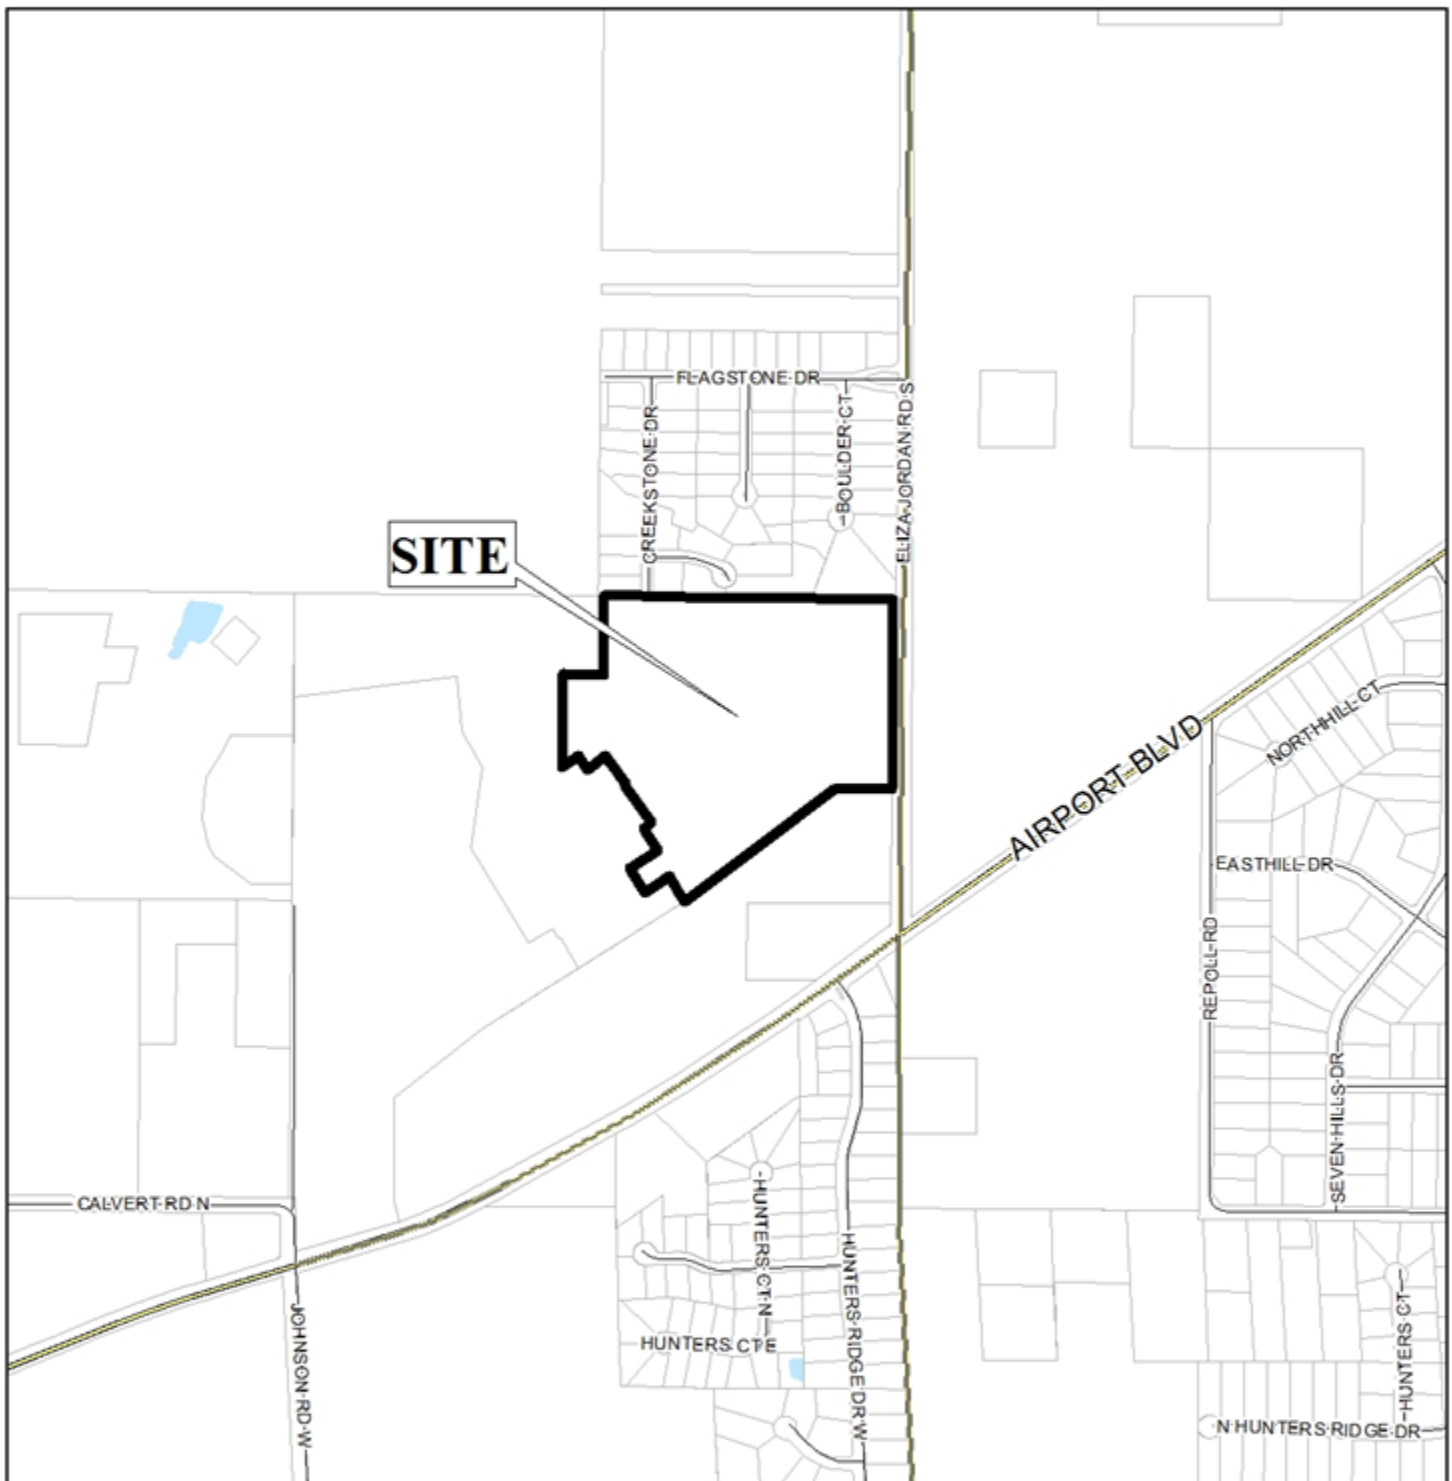 FLAGSTONE DR
CREEKSTONE DR
BOULDER CT
ELIZA JORDAN RD S
SITE
AIRPORT BLVD
NORTHHILL CT
EASTHILL DR
REPOLL RD
SEVEN HILLS DR
CALVERT RD N
HUNTERS CT N
HUNTERS RIDGE DR W
JOHNSON RD W
HUNTERS CT E
HUNTERS CT
N HUNTERS RIDGE DR